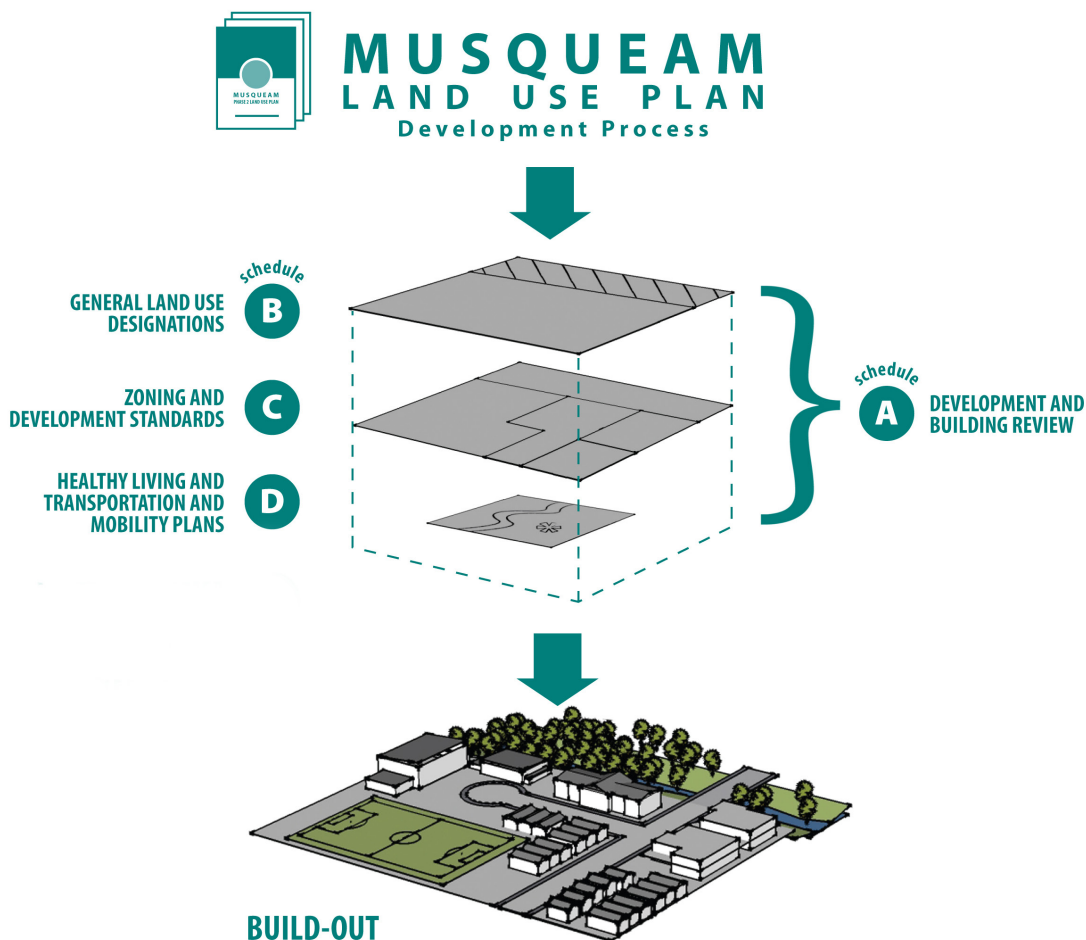 MUSQUEAM
PHASE 2 LAND USE PLAN
MUSQUEAM
LAND USE PLAN
Development Process
schedule
B
GENERAL LAND USE
DESIGNATIONS
C
ZONING AND
DEVELOPMENT STANDARDS
D
HEALTHY LIVING AND
TRANSPORTATION AND
MOBILITY PLANS
schedule
A
DEVELOPMENT AND
BUILDING REVIEW
BUILD-OUT